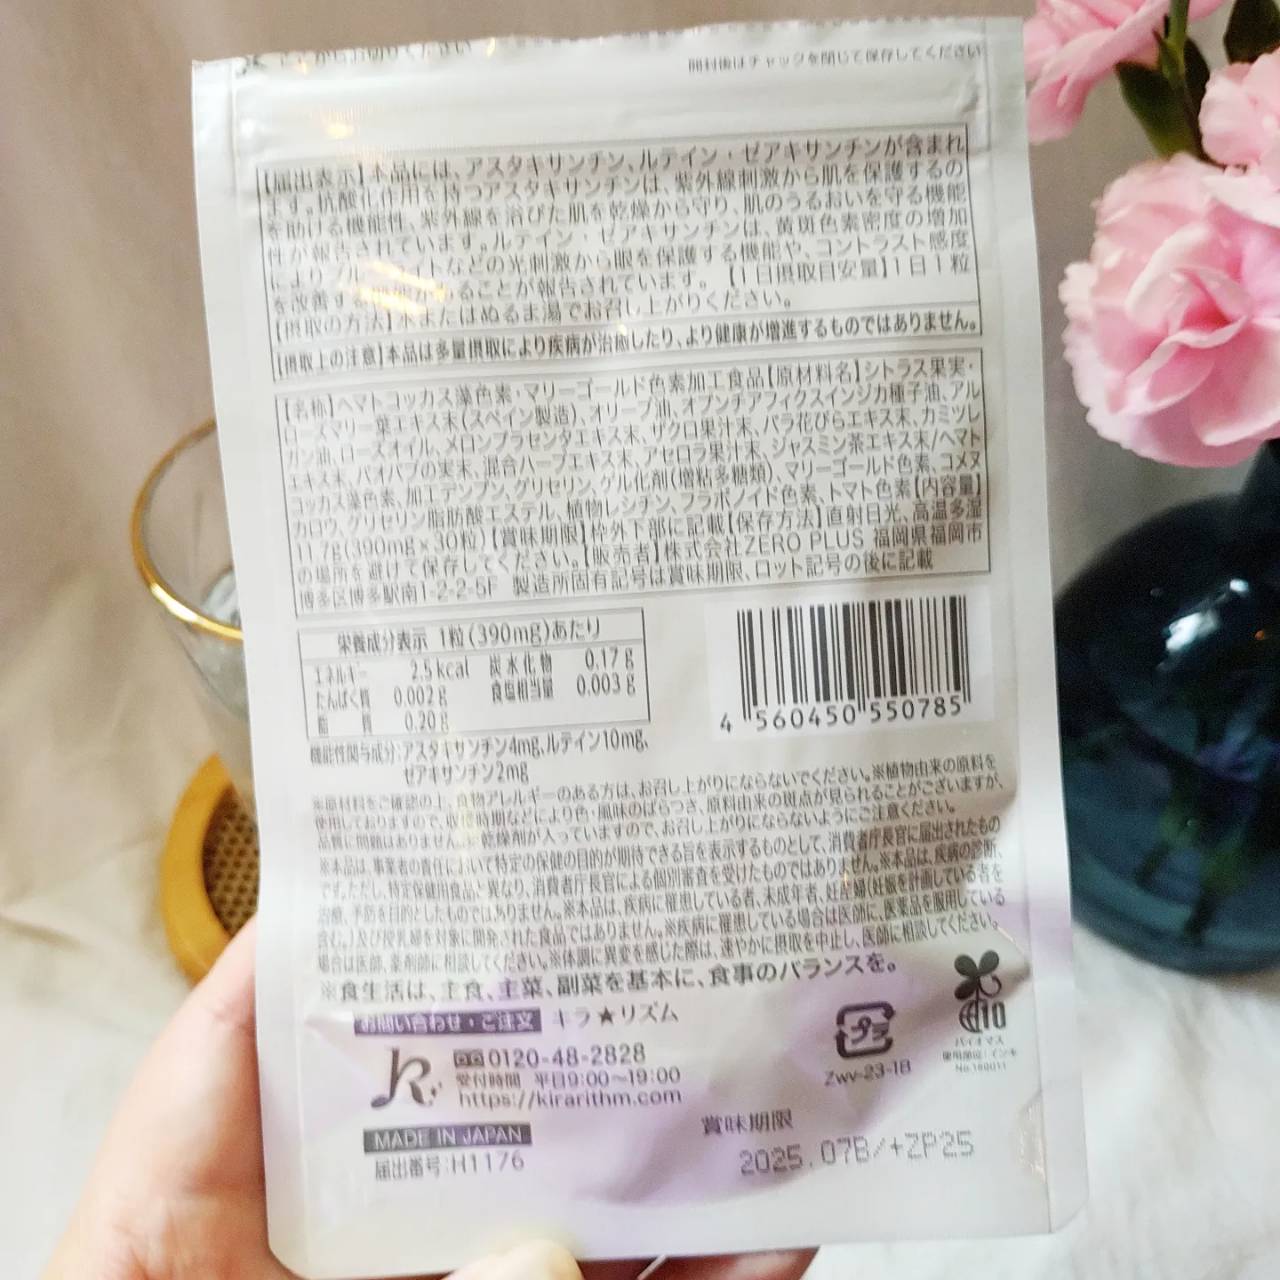 からお切りください
開封後はチャックを閉じて保存してください
【届出表示】本品には、アスタキサンチン、ルテイン・ゼアキサンチンが含まれ
ます。抗酸化作用を持つアスタキサンチンは、紫外線刺激から肌を保護するの
を助ける機能性、紫外線を浴びた肌を乾燥から守り、肌のうるおいを守る機能
性が報告されています。ルテイン・ゼアキサンチンは、黄斑色素密度の増加
によりブルーライトなどの光刺激から眼を保護する機能や、コントラスト感度
を改善する機能があることが報告されています。【1日摂取目安量】1日1粒
【摂取の方法】水またはぬるま湯でお召し上がりください。
【摂取上の注意】本品は多量摂取により疾病が治癒したり、より健康が増進するものではありません。
【名称】ヘマトコッカス藻色素・マリーゴールド色素加工食品【原材料名】シトラス果実・
ローズマリー葉エキス末(スペイン製造)、オリーブ油、オプンチアフィクスインジカ種子油、アル
ガン油、ローズオイル、メロンプラセンタエキス末、ザクロ果汁末、バラ花びらエキス末、カミツレ
エキス末、バオバブの実末、混合ハーブエキス末、アセロラ果汁末、ジャスミン茶エキス末/ヘマト
コッカス藻色素、加工デンプン、グリセリン、ゲル化剤(増粘多糖類)、マリーゴールド色素、コメヌ
カロウ、グリセリン脂肪酸エステル、植物レシチン、フラボノイド色素、トマト色素【内容量】
11.7g(390mg×30粒)【賞味期限】枠外下部に記載【保存方法】直射日光、高温多湿
の場所を避けて保存してください。【販売者】株式会社ZERO PLUS 福岡県福岡市
博多区博多駅南1-2-2-5F 製造所固有記号は賞味期限、ロット記号の後に記載
栄養成分表示 1粒(390mg)あたり
エネルギー 2.5kcal 炭水化物 0.17g
たんぱく質 0.002g 食塩相当量 0.003g
脂 質 0.20g
機能性関与成分:アスタキサンチン4mg、ルテイン10mg、
ゼアキサンチン2mg
4 560450 550785
※原材料をご確認の上、食物アレルギーのある方は、お召し上がりにならないでください。※植物由来の原料を
使用しておりますので、収穫時期などにより色・風味のばらつき、原料由来の斑点が見られることがございますが、
品質に問題はありません。※乾燥剤が入っていますので、お召し上がりにならないようにご注意ください。
※本品は、事業者の責任において特定の保健の目的が期待できる旨を表示するものとして、消費者庁長官に届出されたもの
です。ただし、特定保健用食品と異なり、消費者庁長官による個別審査を受けたものではありません。※本品は、疾病の診断、
治療、予防を目的としたものではありません。※本品は、疾病に罹患している者、未成年者、妊産婦(妊娠を計画している者を
含む。)及び授乳婦を対象に開発された食品ではありません。※疾病に罹患している場合は医師に、医薬品を服用している
場合は医師、薬剤師に相談してください。※体調に異変を感じた際は、速やかに摂取を中止し、医師に相談してください。
※食生活は、主食、主菜、副菜を基本に、食事のバランスを。
お問い合わせ・ご注文 キラ★リズム
0120-48-2828
受付時間 平日9:00~19:00
https://kirarithm.com
MADE IN JAPAN
届出番号:H1176
プラ
Zwv-23-18
10
バイオマス
使用部位:インキ
No.160011
賞味期限
2025.07B/+ZP25